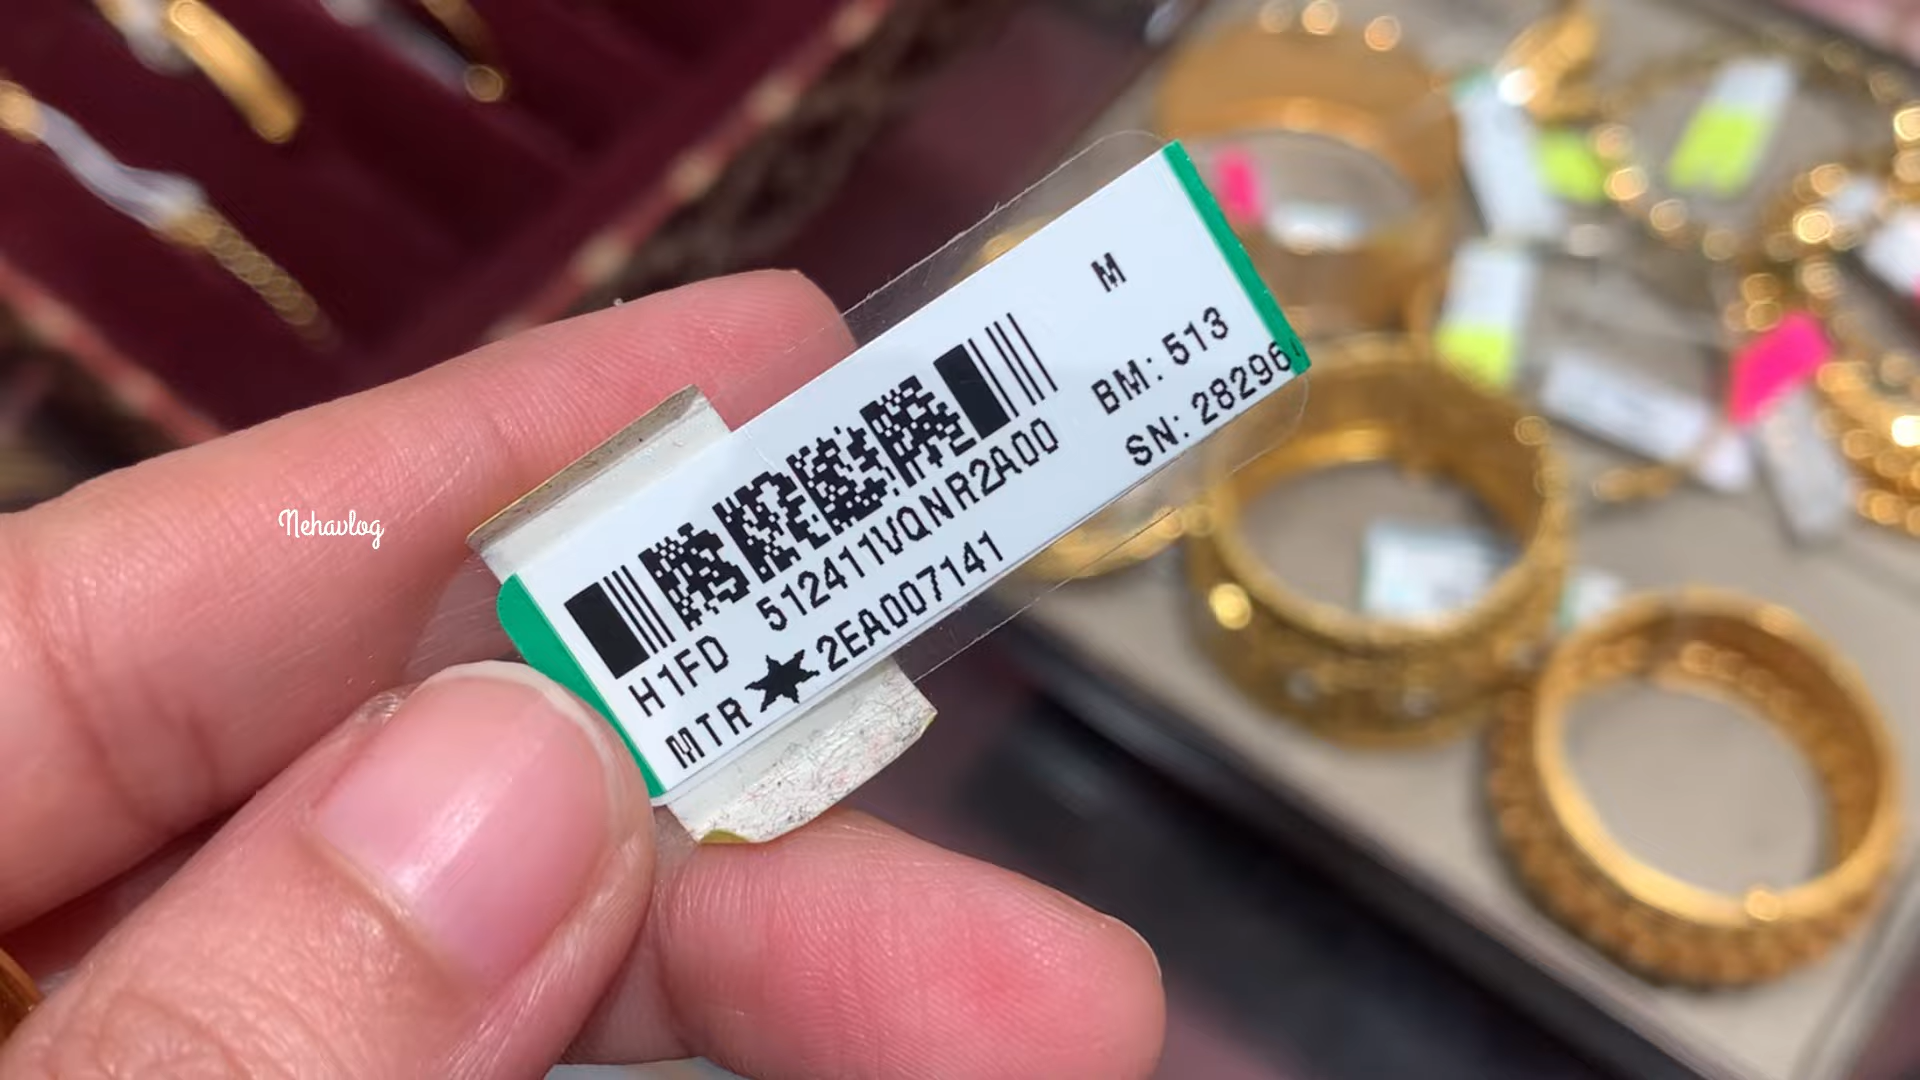 M
BM: 513
SN: 28296
H1FD 512411VQNR2A00
MTR★2EA007141
Nehavlog